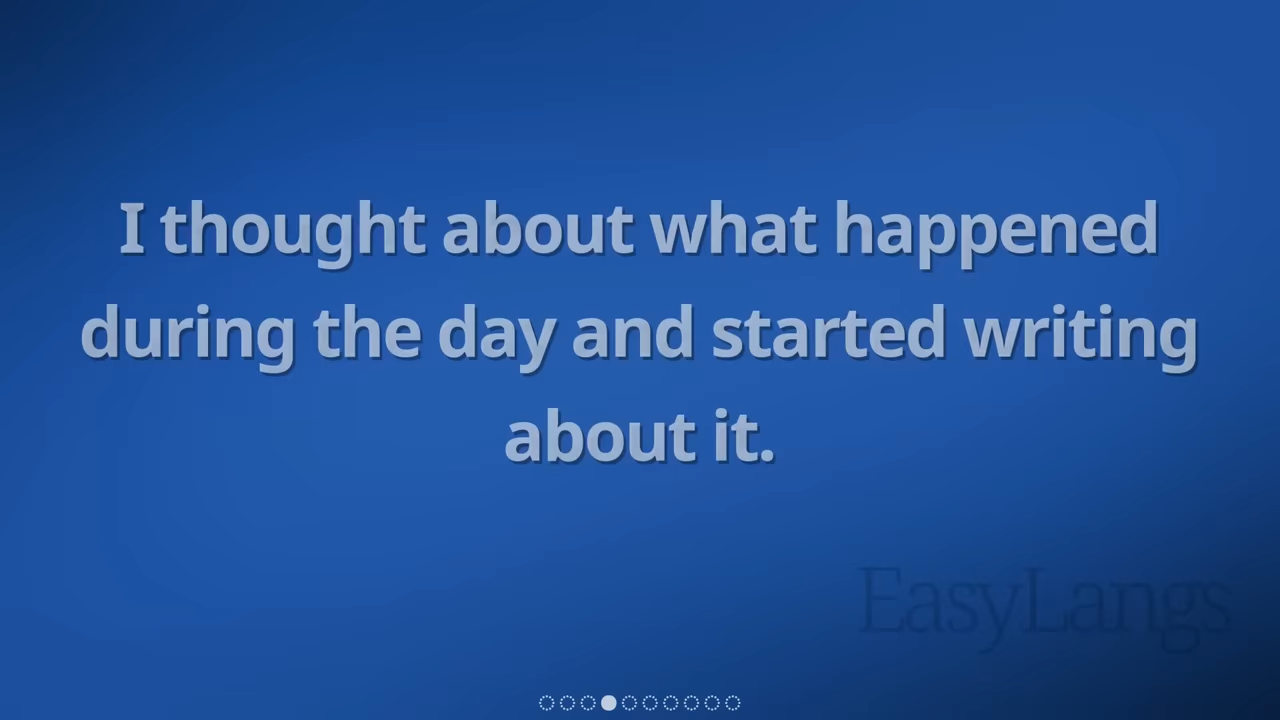 I thought about what happened
during the day and started writing
about it.
EasyLangs